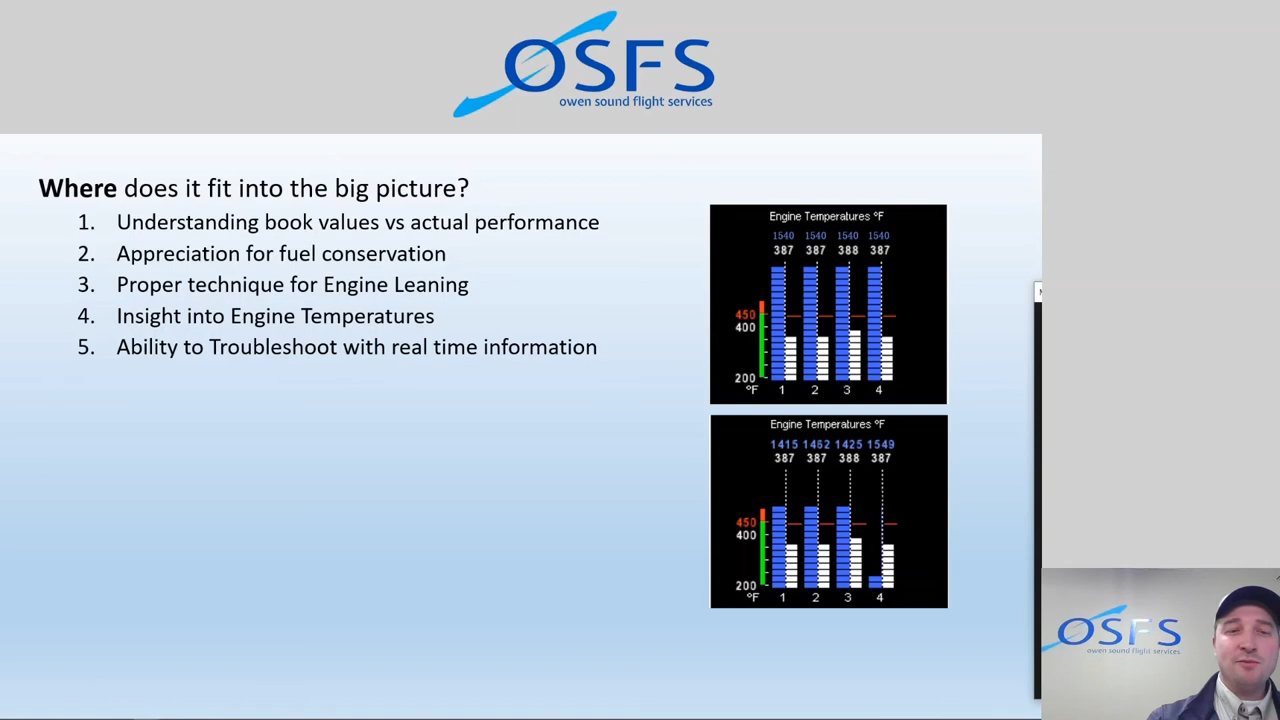 OSFS
owen sound flight services
Where does it fit into the big picture?
1. Understanding book values vs actual performance
2. Appreciation for fuel conservation
3. Proper technique for Engine Leaning
4. Insight into Engine Temperatures
5. Ability to Troubleshoot with real time information
Engine Temperatures °F
1540 1540 1540 1540
387 387 388 387
450
400
200
°F 1 2 3 4
Engine Temperatures °F
1415 1462 1425 1549
387 387 388 387
450
400
200
°F 1 2 3 4
OSFS
owen sound flight services